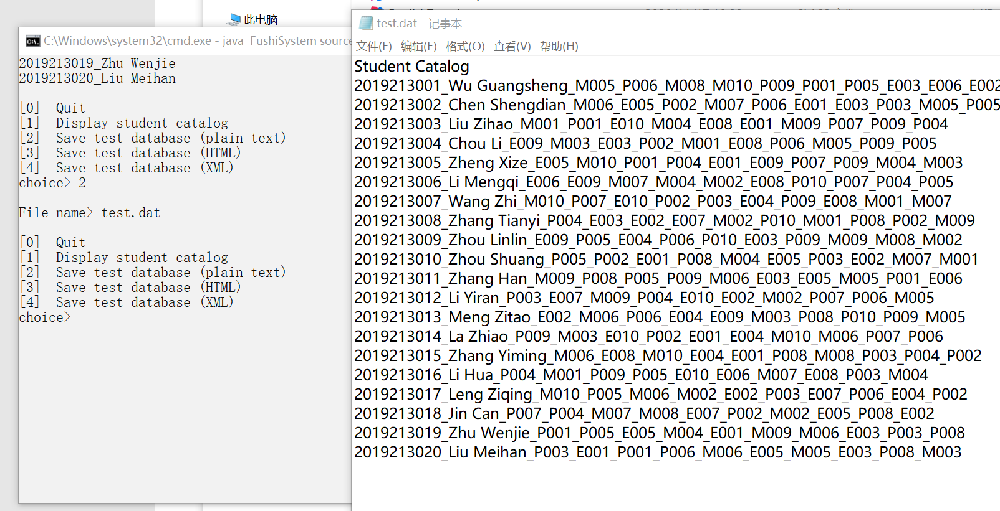 此电脑
C:\Windows\system32\cmd.exe - java  FushiSystem source
2019213019_Zhu Wenjie
2019213020_Liu Meihan
[0]  Quit
[1]  Display student catalog
[2]  Save test database (plain text)
[3]  Save test database (HTML)
[4]  Save test database (XML)
choice> 2
File name> test.dat
[0]  Quit
[1]  Display student catalog
[2]  Save test database (plain text)
[3]  Save test database (HTML)
[4]  Save test database (XML)
choice>
test.dat - 记事本
文件(F) 编辑(E) 格式(O) 查看(V) 帮助(H)
Student Catalog
2019213001_Wu Guangsheng_M005_P006_M008_M010_P009_P001_P005_E003_E006_E002
2019213002_Chen Shengdian_M006_E005_P002_M007_P006_E001_E003_P003_M005_P005
2019213003_Liu Zihao_M001_P001_E010_M004_E008_E001_M009_P007_P009_P004
2019213004_Chou Li_E009_M003_E003_P002_M001_E008_P006_M005_P009_P005
2019213005_Zheng Xize_E005_M010_P001_P004_E001_E009_P007_P009_M004_M003
2019213006_Li Mengqi_E006_E009_M007_M004_M002_E008_P010_P007_P004_P005
2019213007_Wang Zhi_M010_P007_E010_P002_P003_E004_P009_E008_M001_M007
2019213008_Zhang Tianyi_P004_E003_E002_E007_M002_P010_M001_P008_P002_M009
2019213009_Zhou Linlin_E009_P005_E004_P006_P010_E003_P009_M009_M008_M002
2019213010_Zhou Shuang_P005_P002_E001_P008_M004_E005_P003_E002_M007_M001
2019213011_Zhang Han_M009_P008_P005_P009_M006_E003_E005_M005_P001_E006
2019213012_Li Yiran_P003_E007_M009_P004_E010_E002_M002_P007_P006_M005
2019213013_Meng Zitao_E002_M006_P006_E004_E009_M003_P008_P010_P009_M005
2019213014_La Zhiao_P009_M003_E010_P002_E001_E004_M010_M006_P007_P006
2019213015_Zhang Yiming_M006_E008_M010_E004_E001_P008_M008_P003_P004_P002
2019213016_Li Hua_P004_M001_P009_P005_E010_E006_M007_E008_P003_M004
2019213017_Leng Ziqing_M010_P005_M006_M002_E002_P003_E007_P006_E004_P002
2019213018_Jin Can_P007_P004_M007_M008_E007_P002_M002_E005_P008_E002
2019213019_Zhu Wenjie_P001_P005_E005_M004_E001_M009_M006_E003_P003_P008
2019213020_Liu Meihan_P003_E001_P001_P006_M006_E005_M005_E003_P008_M003